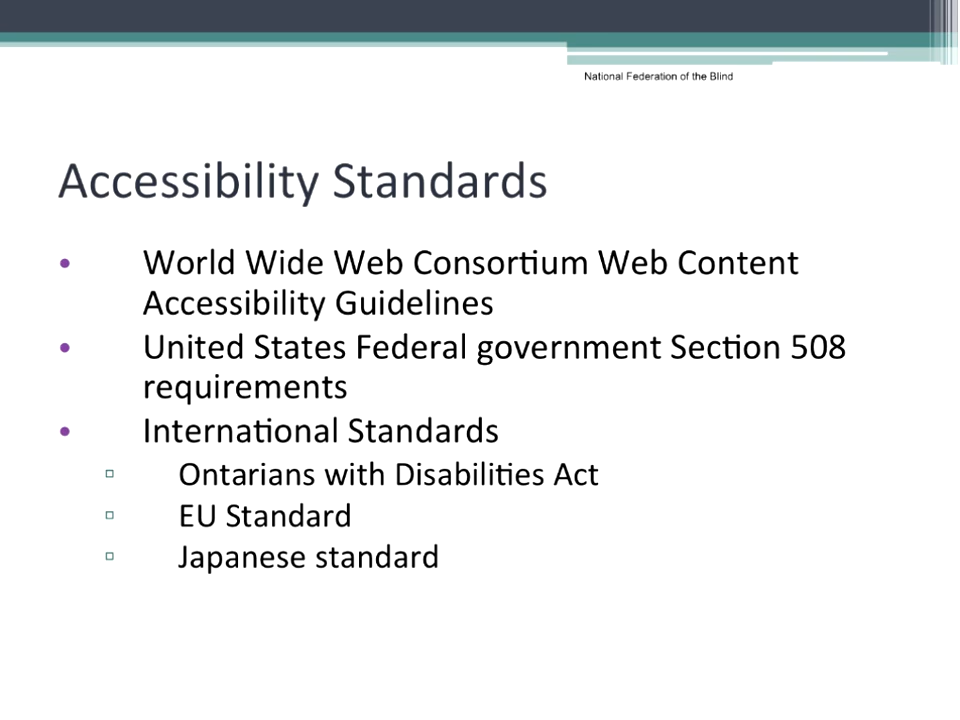 National Federation of the Blind
Accessibility Standards
• World Wide Web Consortium Web Content
Accessibility Guidelines
• United States Federal government Section 508
requirements
• International Standards
▫ Ontarians with Disabilities Act
▫ EU Standard
▫ Japanese standard